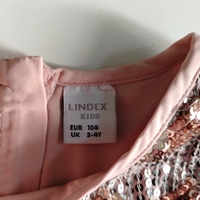 LINDEX
KIDS
EUR 104
UK 3-4Y